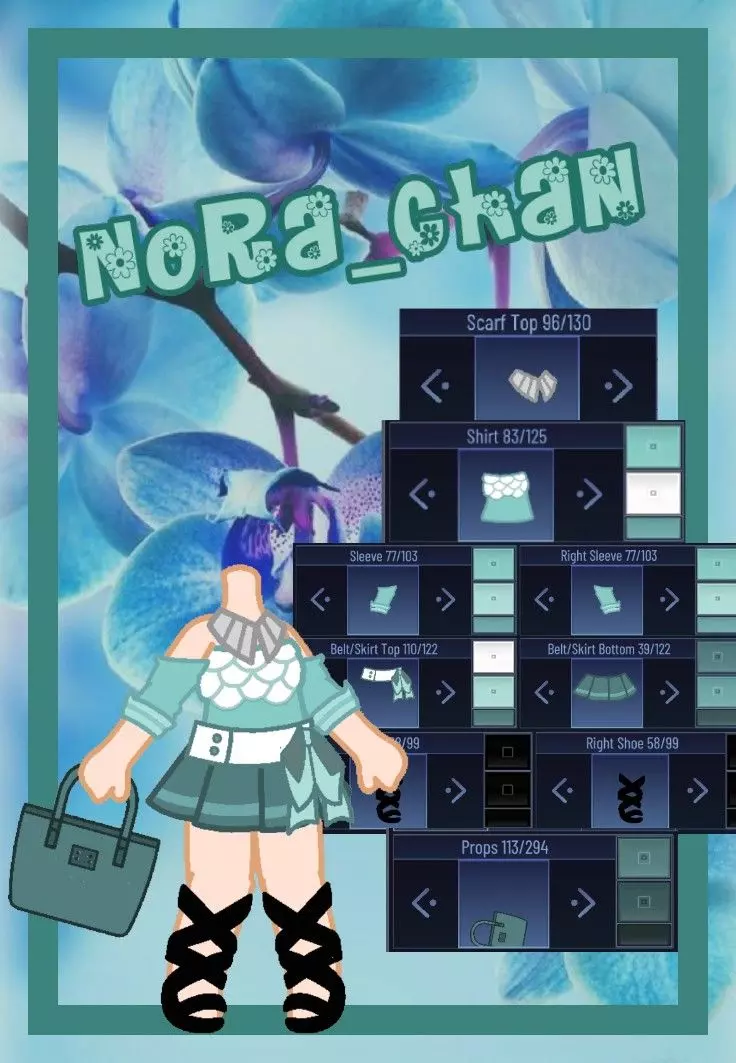 NoRa_ChaN
Scarf Top 96/130
Shirt 83/125
Sleeve 77/103
Right Sleeve 77/103
Belt/Skirt Top 110/122
Belt/Skirt Bottom 39/122
/99
Right Shoe 58/99
Props 113/294